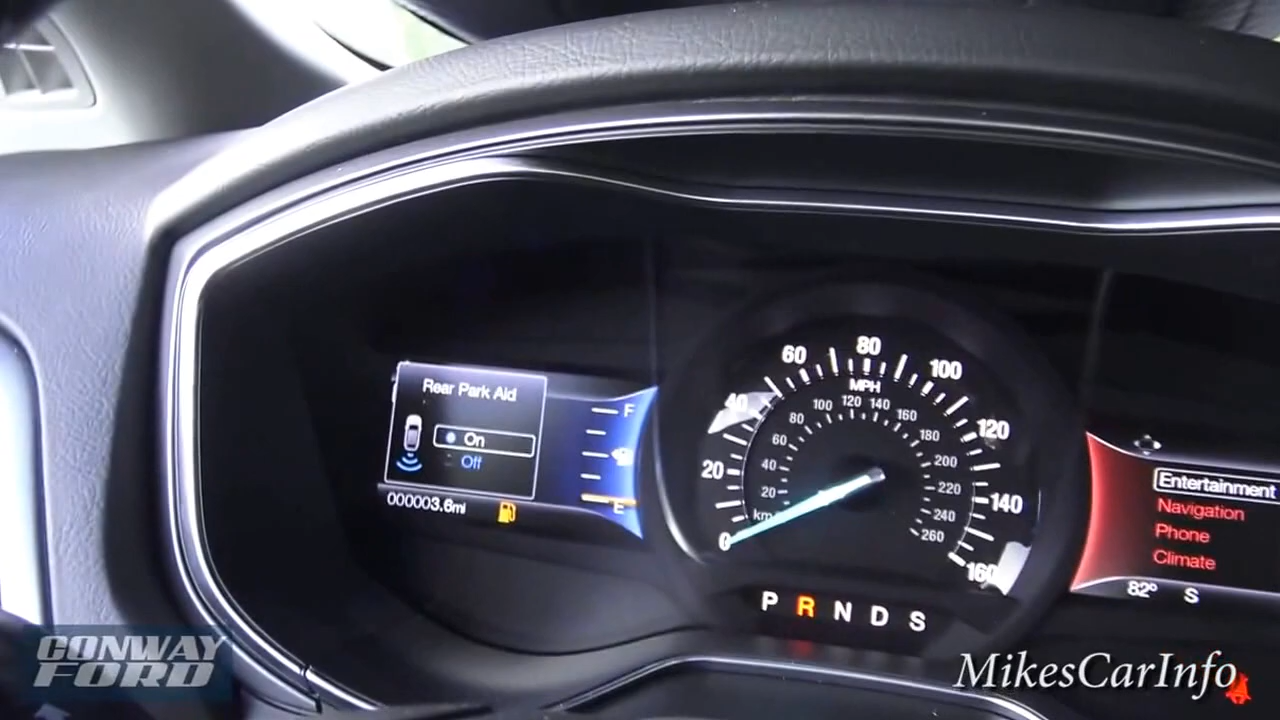 Rear Park Aid
On
Off
000003.6mi
F
E
0
20
40
60
80
100
120
140
160
MPH
km/h
20
40
60
80
100
120
140
160
180
200
220
240
260
P R N D S
Entertainment
Navigation
Phone
Climate
82° S
CONWAY
FORD
MikesCarInfo